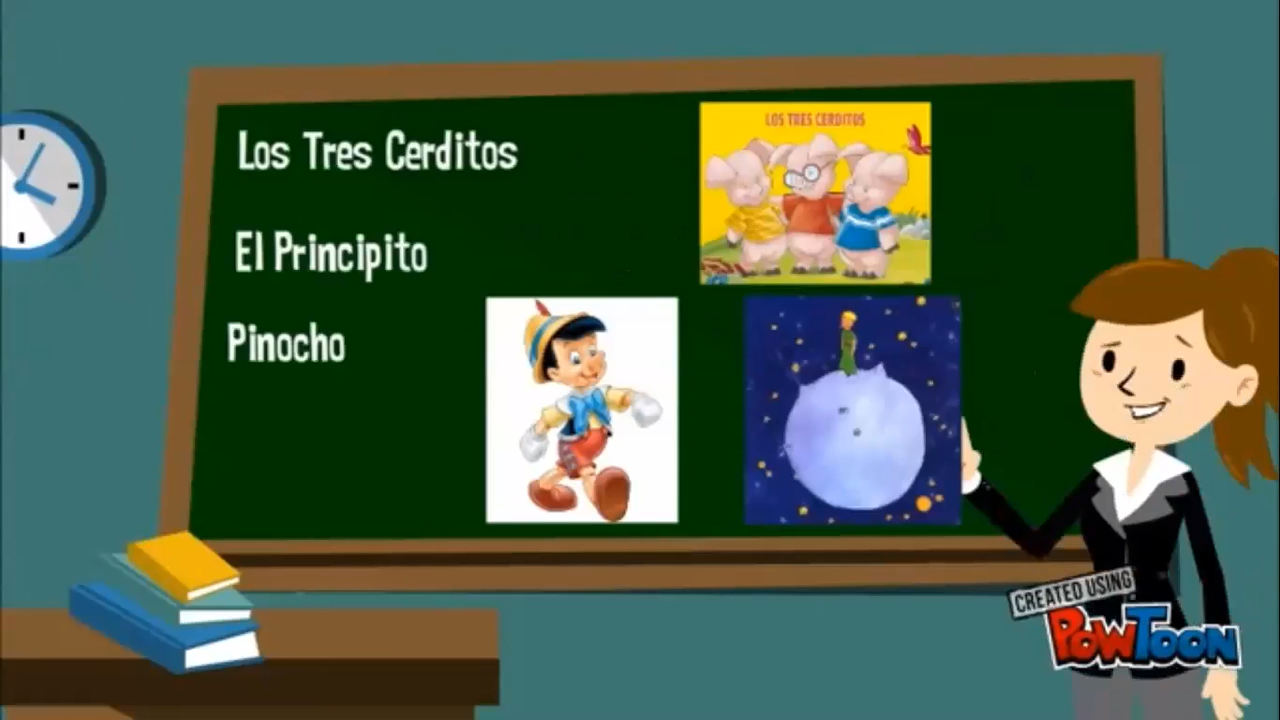 Los Tres Cerditos
LOS TRES CERDITOS
El Principito
Pinocho
CREATED USING
POWTOON